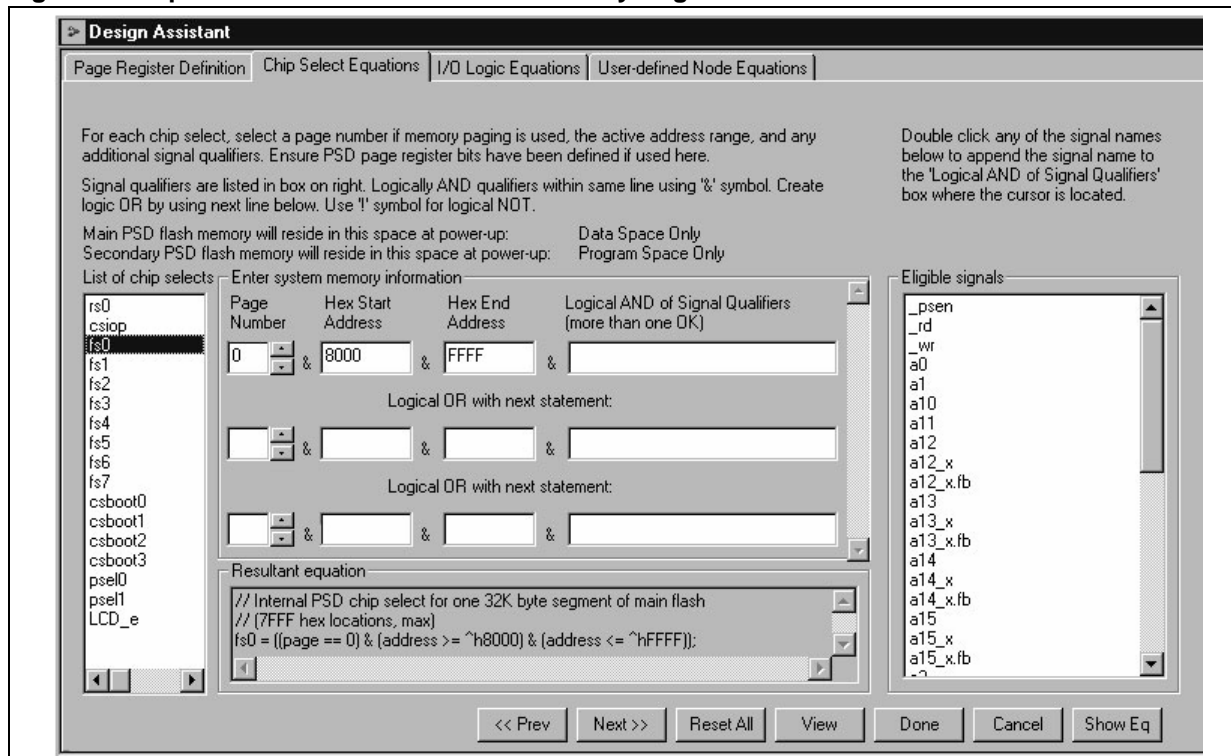 Design Assistant
Page Register Definition Chip Select Equations I/O Logic Equations User-defined Node Equations
For each chip select, select a page number if memory paging is used, the active address range, and any
additional signal qualifiers. Ensure PSD page register bits have been defined if used here.
Signal qualifiers are listed in box on right. Logically AND qualifiers within same line using '&' symbol. Create
logic OR by using next line below. Use '!' symbol for logical NOT.
Double click any of the signal names
below to append the signal name to
the 'Logical AND of Signal Qualifiers'
box where the cursor is located.
Main PSD flash memory will reside in this space at power-up: Data Space Only
Secondary PSD flash memory will reside in this space at power-up: Program Space Only
List of chip selects
rs0
csiop
fs0
fs1
fs2
fs3
fs4
fs5
fs6
fs7
csboot0
csboot1
csboot2
csboot3
psel0
psel1
LCD_e
Enter system memory information
Page Number Hex Start Address Hex End Address Logical AND of Signal Qualifiers
(more than one OK)
0 & 8000 & FFFF &
Logical OR with next statement:
& & &
Logical OR with next statement:
& & &
Resultant equation
// Internal PSD chip select for one 32K byte segment of main flash
// (7FFF hex locations, max)
fs0 = ((page == 0) & (address >= ^h8000) & (address <= ^hFFFF));
Eligible signals
_psen
_rd
_wr
a0
a1
a10
a11
a12
a12_x
a12_x.fb
a13
a13_x
a13_x.fb
a14
a14_x
a14_x.fb
a15
a15_x
a15_x.fb
<< Prev Next >> Reset All View Done Cancel Show Eq